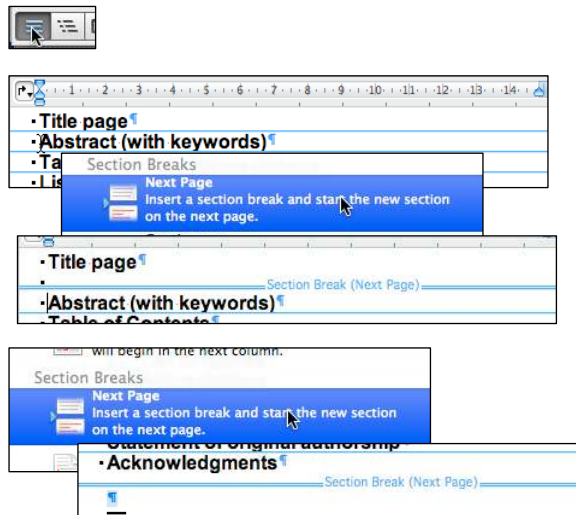 1 2 3 4 5 6 7 8 9 10 11 12 13 14
Title page¶
Abstract (with keywords)¶
Ta
Lis
Section Breaks
Next Page
Insert a section break and start the new section
on the next page.
Title page¶
Section Break (Next Page)
Abstract (with keywords)¶
Table of Contents¶
will begin in the next column.
Section Breaks
Next Page
Insert a section break and start the new section
on the next page.
Statement of original authorship
Acknowledgments¶
Section Break (Next Page)
¶